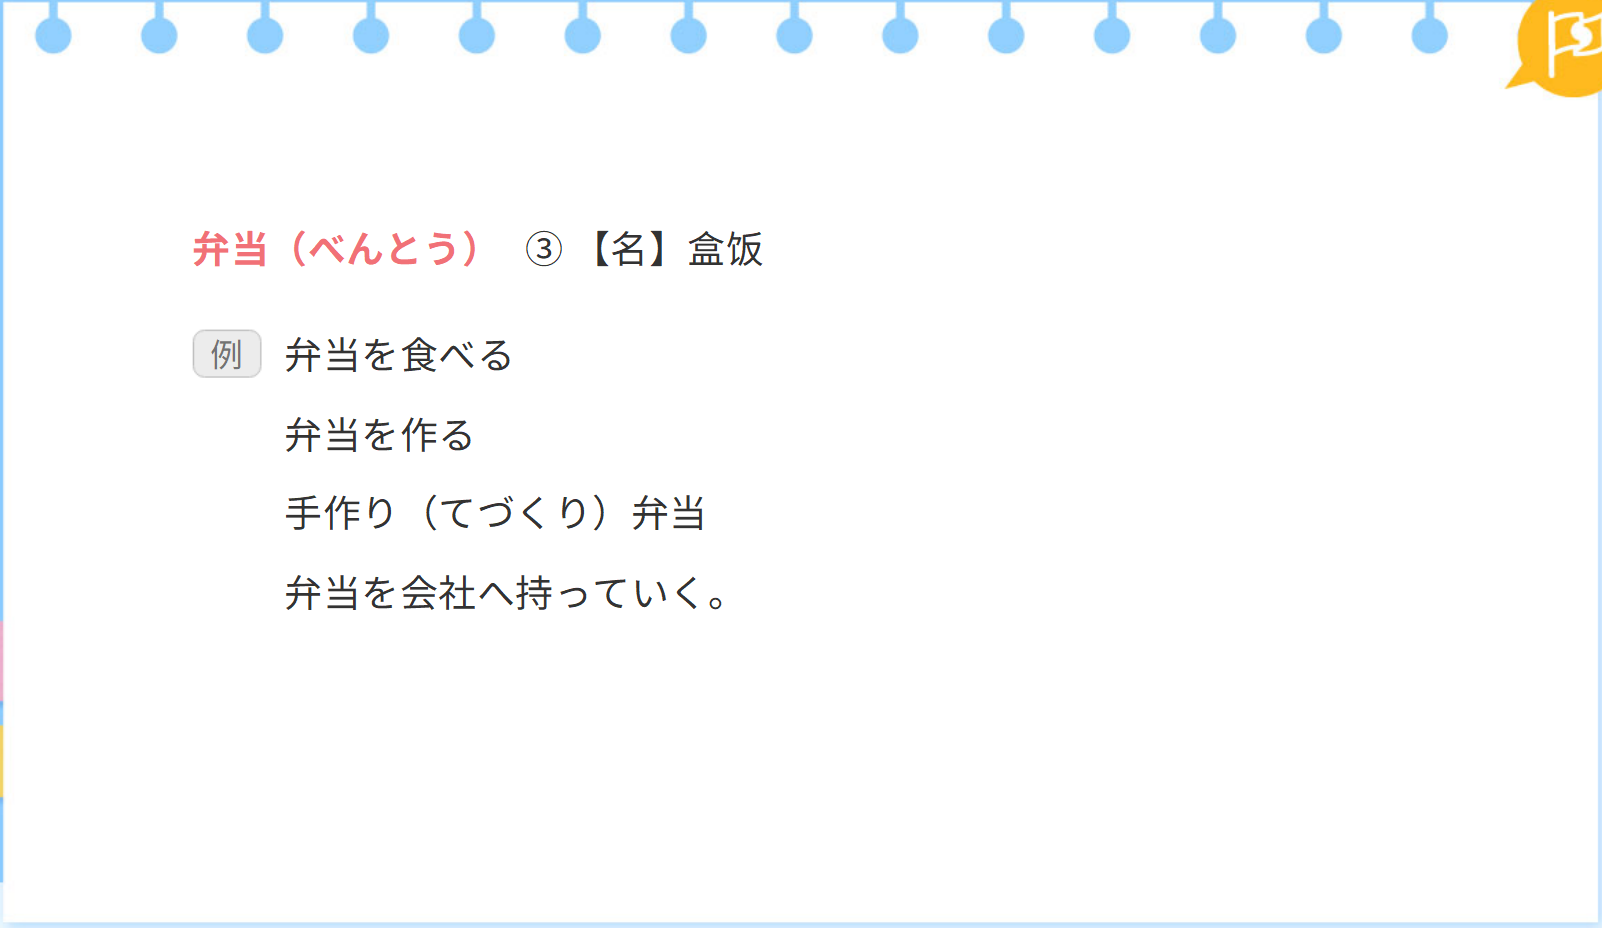 弁当（べんとう） ③【名】盒饭
例 弁当を食べる
弁当を作る
手作り（てづくり）弁当
弁当を会社へ持っていく。